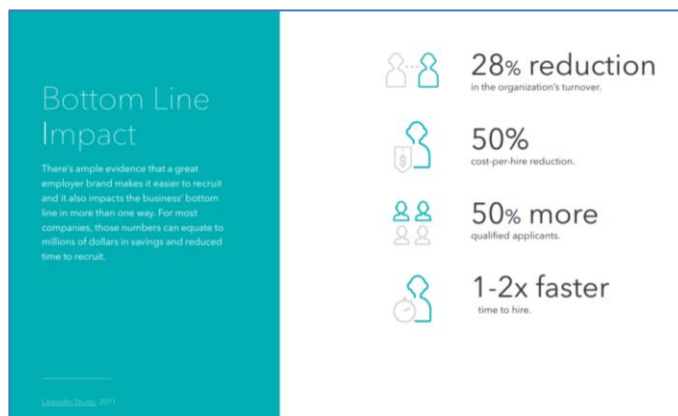 Bottom Line
Impact
There's ample evidence that a great
employer brand makes it easier to recruit
and it also impacts the business' bottom
line in more than one way. For most
companies, those numbers can equate to
millions of dollars in savings and reduced
time to recruit.
LinkedIn Study, 2011
28% reduction
in the organization's turnover.
$
50%
cost-per-hire reduction.
50% more
qualified applicants.
1-2x faster
time to hire.